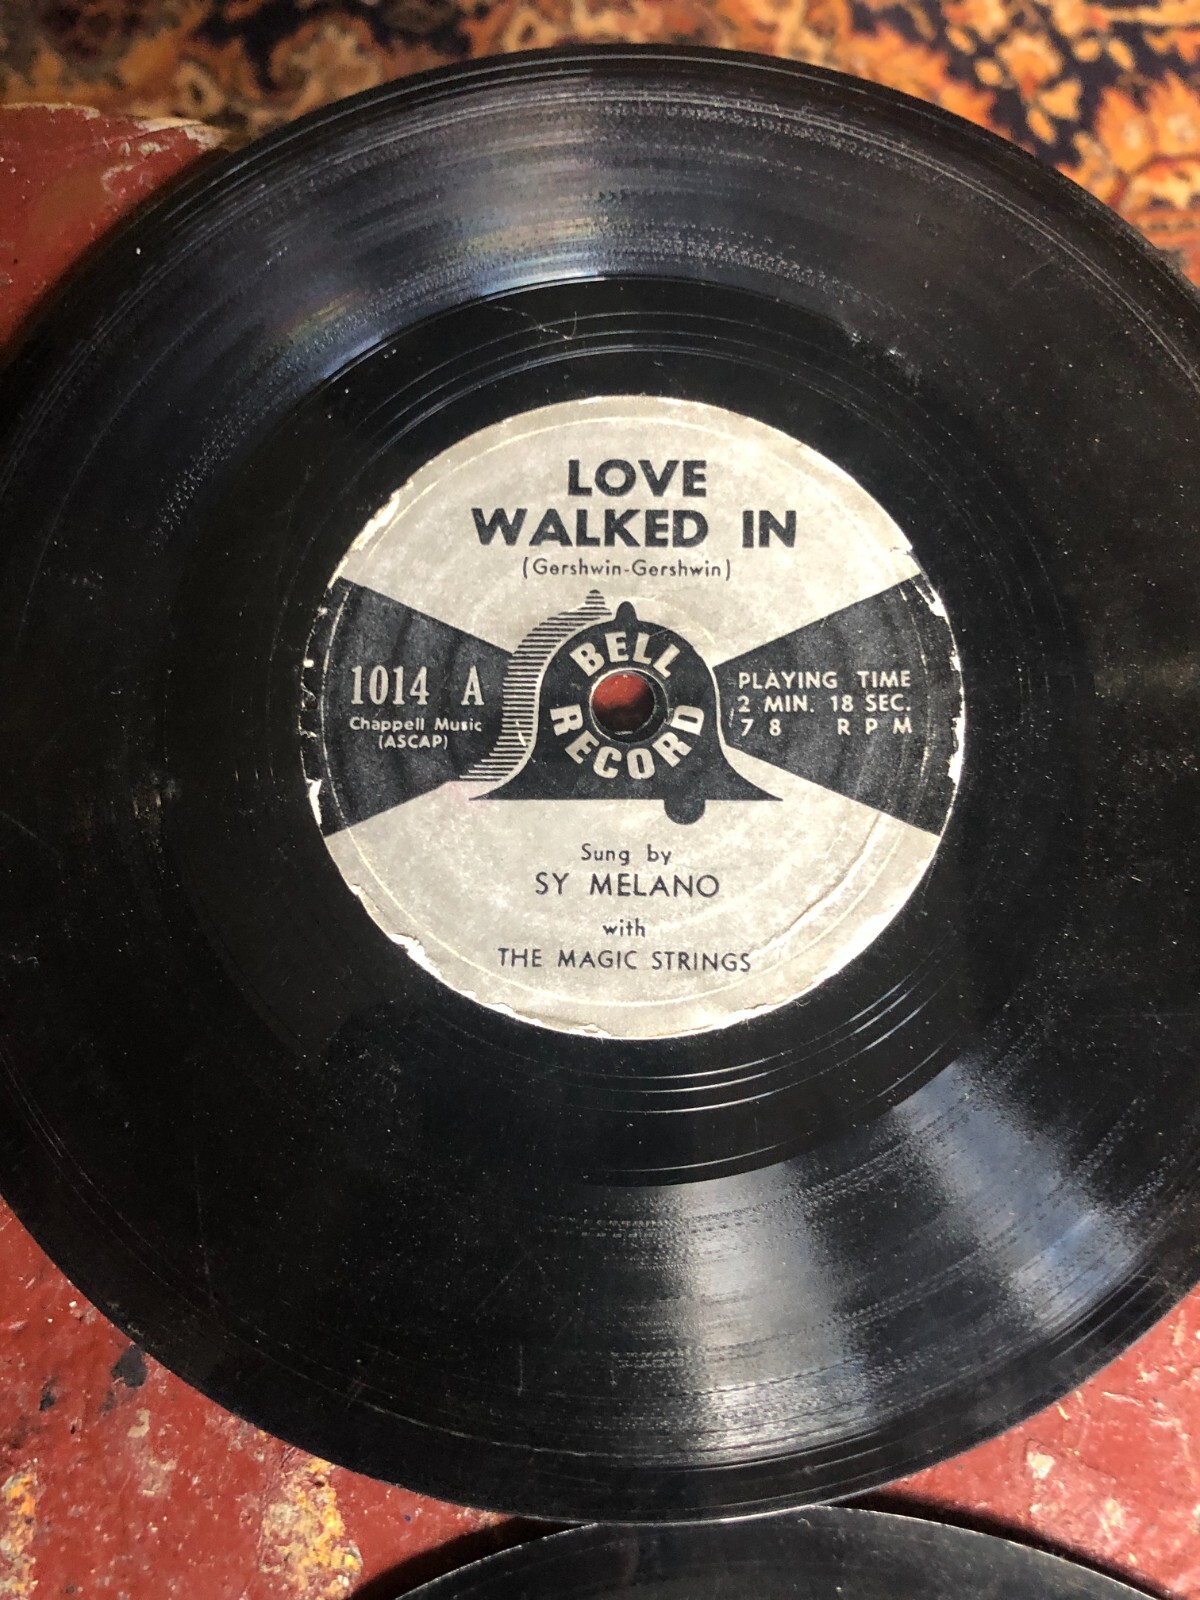 LOVE
WALKED IN
(Gershwin-Gershwin)
BELL
RECORD
1014 A
Chappell Music
(ASCAP)
PLAYING TIME
2 MIN. 18 SEC.
78 RPM
Sung by
SY MELANO
with
THE MAGIC STRINGS